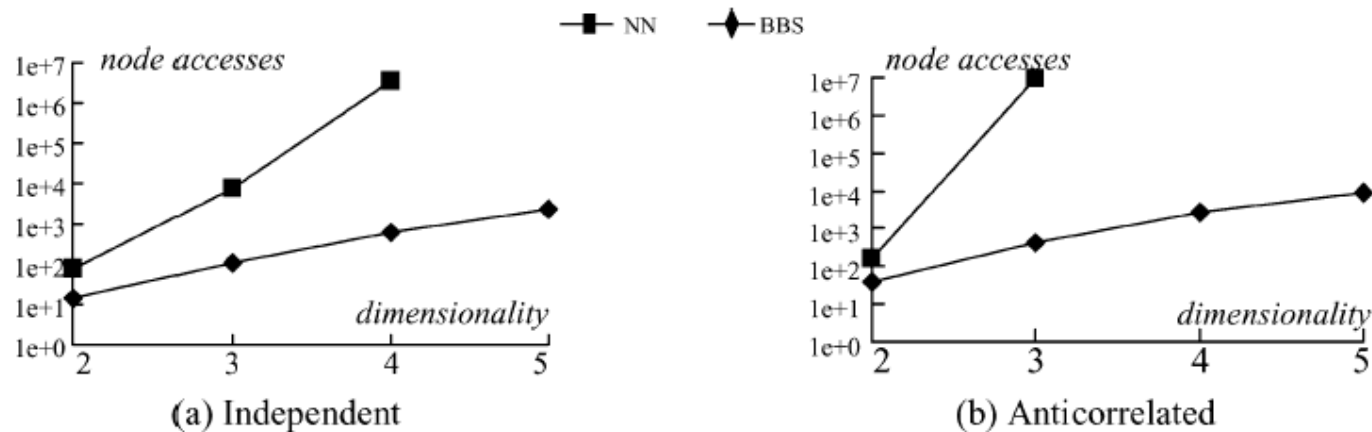 NN BBS
node accesses
1e+7
1e+6
1e+5
1e+4
1e+3
1e+2
1e+1
1e+0
dimensionality
2 3 4 5
(a) Independent
node accesses
1e+7
1e+6
1e+5
1e+4
1e+3
1e+2
1e+1
1e+0
dimensionality
2 3 4 5
(b) Anticorrelated